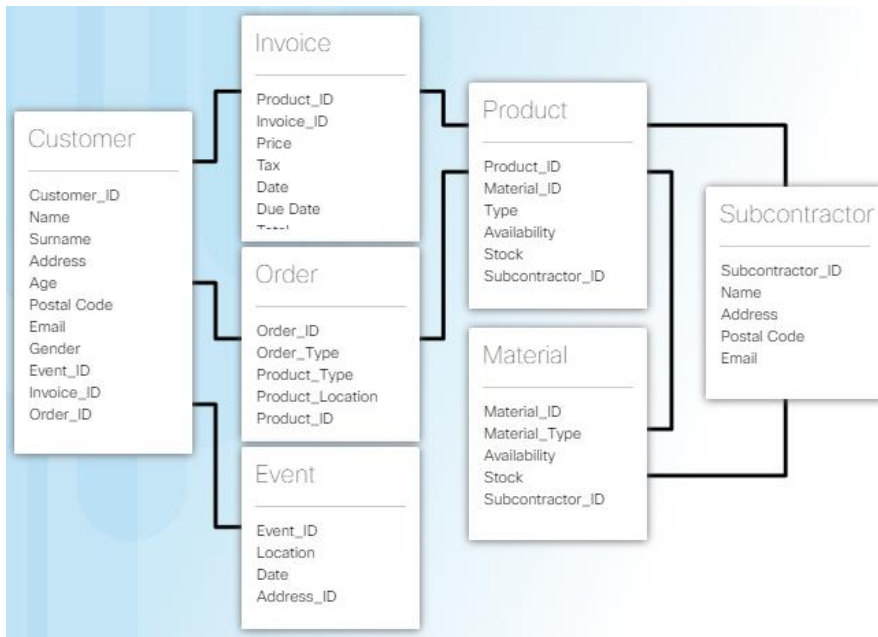 Customer
Customer_ID
Name
Surname
Address
Age
Postal Code
Email
Gender
Event_ID
Invoice_ID
Order_ID
Invoice
Product_ID
Invoice_ID
Price
Tax
Date
Due Date
Order
Order_ID
Order_Type
Product_Type
Product_Location
Product_ID
Event
Event_ID
Location
Date
Address_ID
Product
Product_ID
Material_ID
Type
Availability
Stock
Subcontractor_ID
Material
Material_ID
Material_Type
Availability
Stock
Subcontractor_ID
Subcontractor
Subcontractor_ID
Name
Address
Postal Code
Email